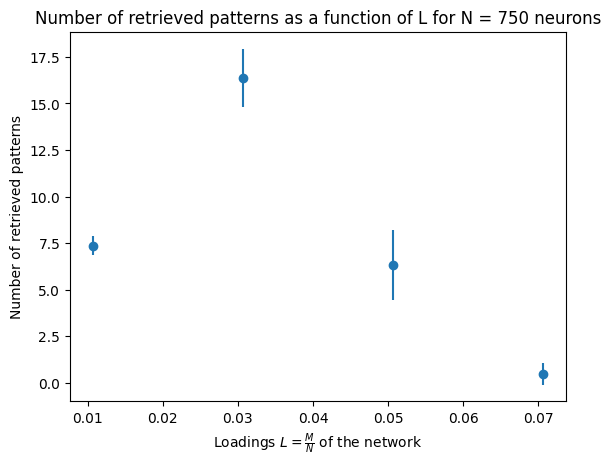 Number of retrieved patterns as a function of L for N = 750 neurons
Number of retrieved patterns
17.5
15.0
12.5
10.0
7.5
5.0
2.5
0.0
0.01 0.02 0.03 0.04 0.05 0.06 0.07
Loadings L = M/N of the network